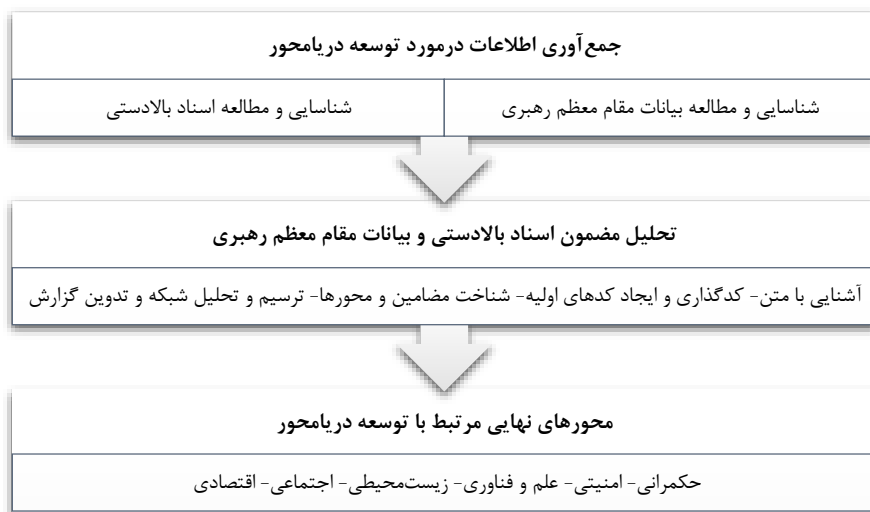 جمع‌آوری اطلاعات درمورد توسعه دریامحور
شناسایی و مطالعه بیانات مقام معظم رهبری
شناسایی و مطالعه اسناد بالادستی
تحلیل مضمون اسناد بالادستی و بیانات مقام معظم رهبری
آشنایی با متن- کدگذاری و ایجاد کدهای اولیه- شناخت مضامین و محورها- ترسیم و تحلیل شبکه و تدوین گزارش
محورهای نهایی مرتبط با توسعه دریامحور
حکمرانی- امنیتی- علم و فناوری- زیست‌محیطی- اجتماعی- اقتصادی